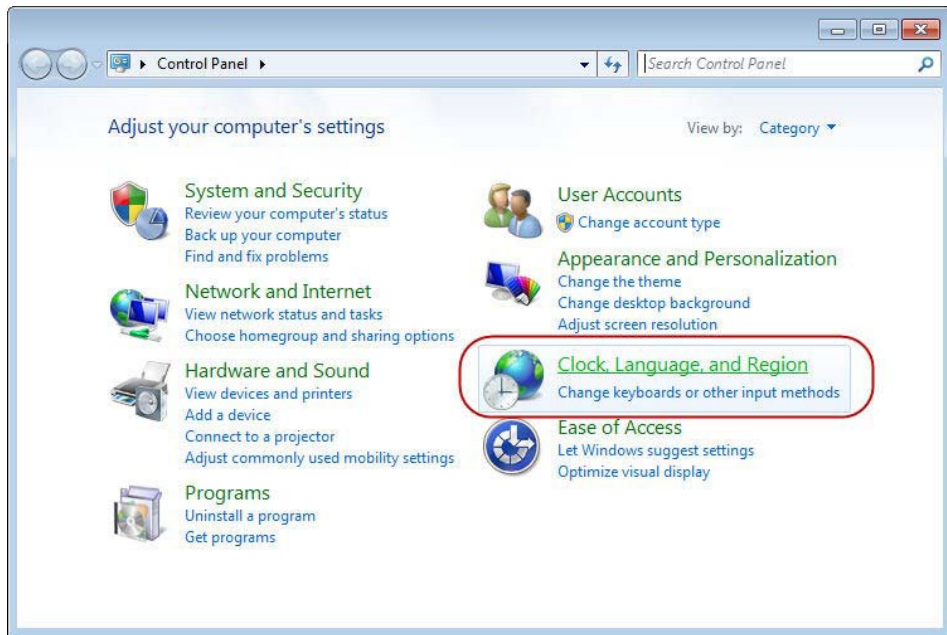 Control Panel
Search Control Panel
Adjust your computer's settings
View by: Category
System and Security
Review your computer's status
Back up your computer
Find and fix problems
Network and Internet
View network status and tasks
Choose homegroup and sharing options
Hardware and Sound
View devices and printers
Add a device
Connect to a projector
Adjust commonly used mobility settings
Programs
Uninstall a program
Get programs
User Accounts
Change account type
Appearance and Personalization
Change the theme
Change desktop background
Adjust screen resolution
Clock, Language, and Region
Change keyboards or other input methods
Ease of Access
Let Windows suggest settings
Optimize visual display